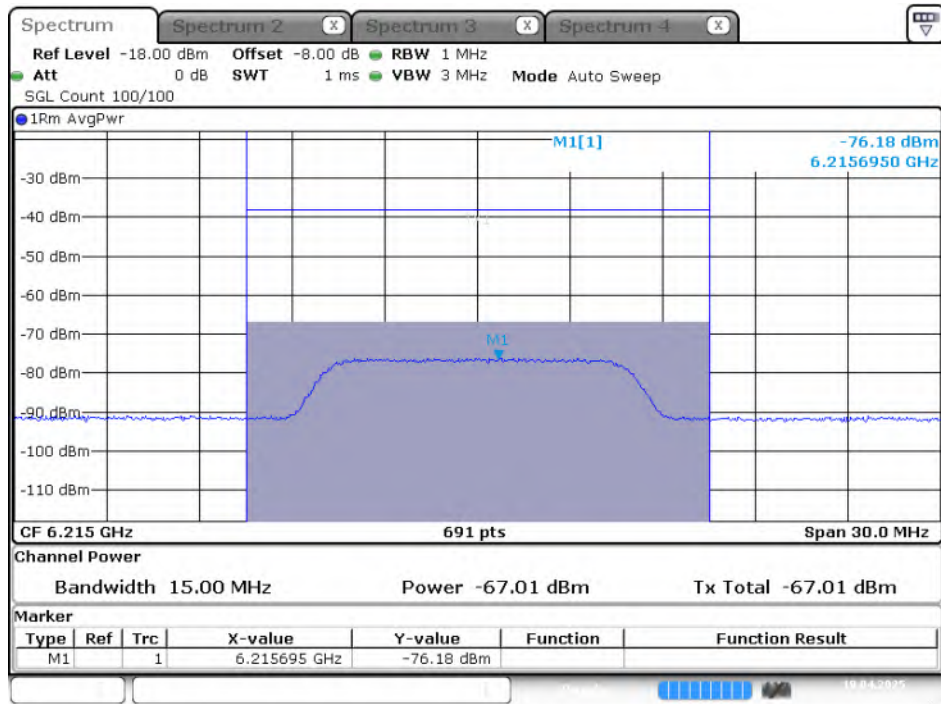 Spectrum Spectrum 2 X Spectrum 3 X Spectrum 4 X
Ref Level -18.00 dBm Offset -8.00 dB RBW 1 MHz
Att 0 dB SWT 1 ms VBW 3 MHz Mode Auto Sweep
SGL Count 100/100
1Rm AvgPwr
M1[1] -76.18 dBm
6.2156950 GHz
-30 dBm
-40 dBm
-50 dBm
-60 dBm
-70 dBm
M1
-80 dBm
-90 dBm
-100 dBm
-110 dBm
CF 6.215 GHz 691 pts Span 30.0 MHz
Channel Power
Bandwidth 15.00 MHz Power -67.01 dBm Tx Total -67.01 dBm
Marker
Type Ref Trc X-value Y-value Function Function Result
M1 1 6.215695 GHz -76.18 dBm